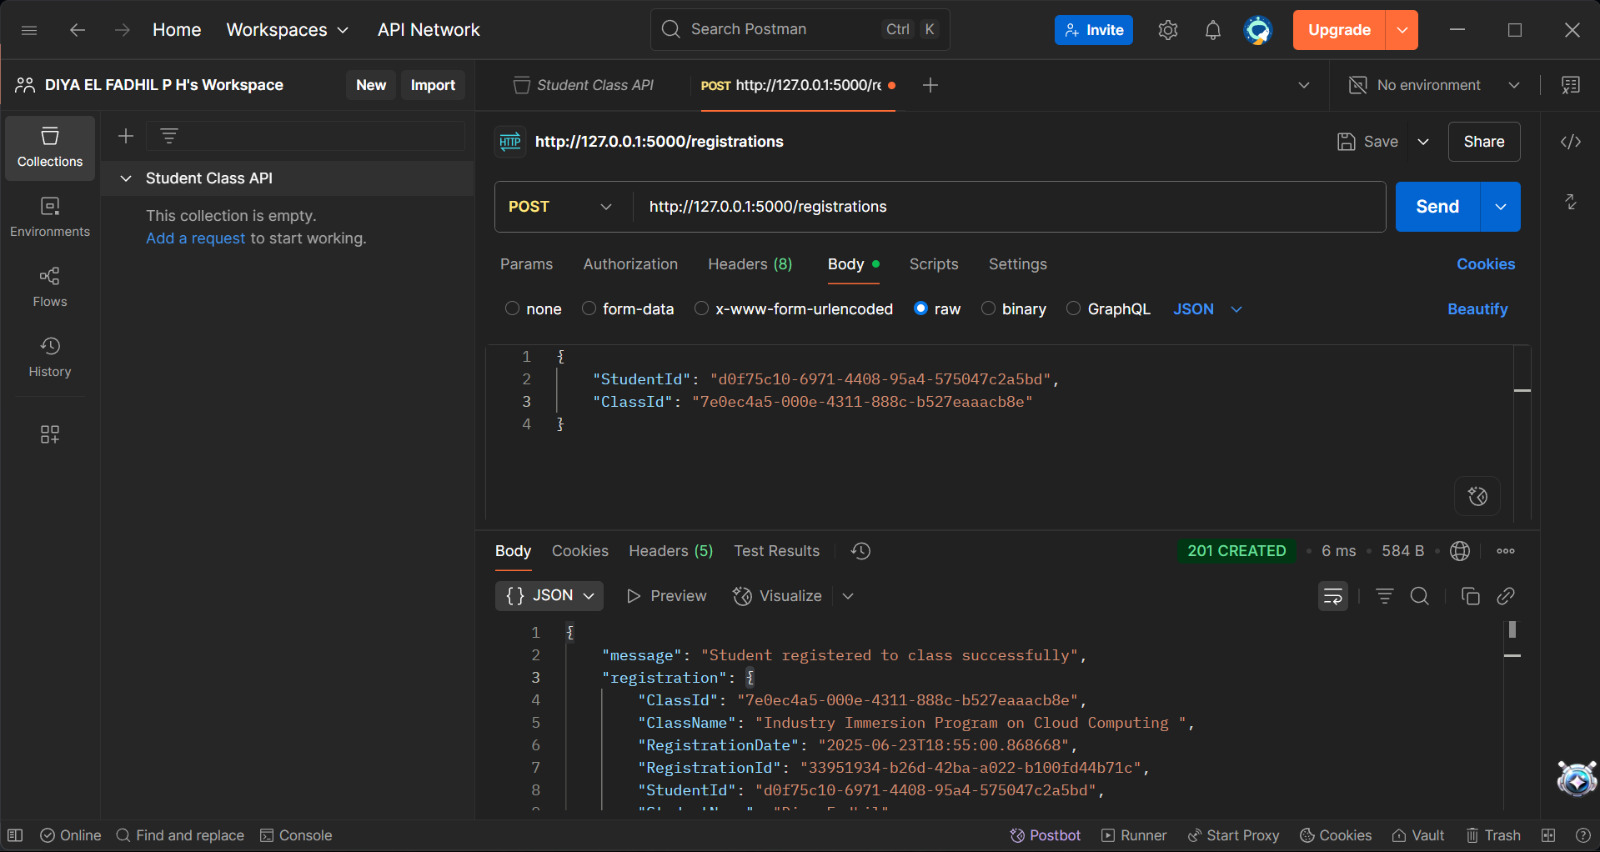 Home
Workspaces
API Network
Search Postman
Ctrl K
Invite
Upgrade
DIYA EL FADHIL P H's Workspace
New
Import
Student Class API
POST http://127.0.0.1:5000/re
No environment
Collections
Environments
Flows
History
Student Class API
This collection is empty.
Add a request to start working.
HTTP
http://127.0.0.1:5000/registrations
Save
Share
POST
http://127.0.0.1:5000/registrations
Send
Params
Authorization
Headers (8)
Body
Scripts
Settings
Cookies
none
form-data
x-www-form-urlencoded
raw
binary
GraphQL
JSON
Beautify
1 {
2 "StudentId": "d0f75c10-6971-4408-95a4-575047c2a5bd",
3 "ClassId": "7e0ec4a5-000e-4311-888c-b527eaaacb8e"
4 }
Body
Cookies
Headers (5)
Test Results
201 CREATED
6 ms
584 B
{} JSON
Preview
Visualize
1 {
2 "message": "Student registered to class successfully",
3 "registration": {
4 "ClassId": "7e0ec4a5-000e-4311-888c-b527eaaacb8e",
5 "ClassName": "Industry Immersion Program on Cloud Computing ",
6 "RegistrationDate": "2025-06-23T18:55:00.868668",
7 "RegistrationId": "33951934-b26d-42ba-a022-b100fd44b71c",
8 "StudentId": "d0f75c10-6971-4408-95a4-575047c2a5bd",
Online
Find and replace
Console
Postbot
Runner
Start Proxy
Cookies
Vault
Trash